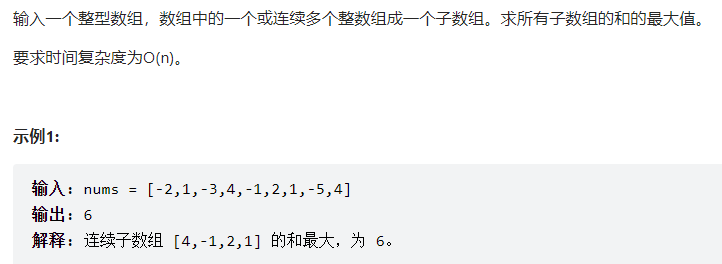 输入一个整型数组，数组中的一个或连续多个整数组成一个子数组。求所有子数组的和的最大值。
要求时间复杂度为O(n)。
示例1:
输入：nums = [-2,1,-3,4,-1,2,1,-5,4]
输出：6
解释：连续子数组 [4,-1,2,1] 的和最大，为 6。